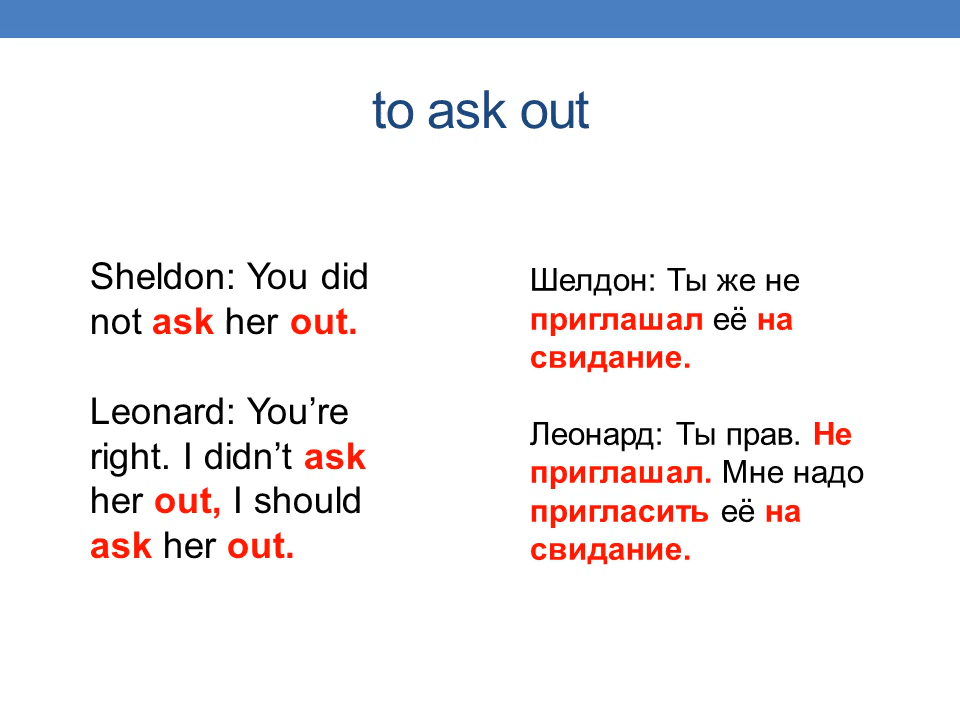 to ask out
Sheldon: You did
not ask her out.
Leonard: You’re
right. I didn’t ask
her out, I should
ask her out.
Шелдон: Ты же не
приглашал её на
свидание.
Леонард: Ты прав. Не
приглашал. Мне надо
пригласить её на
свидание.